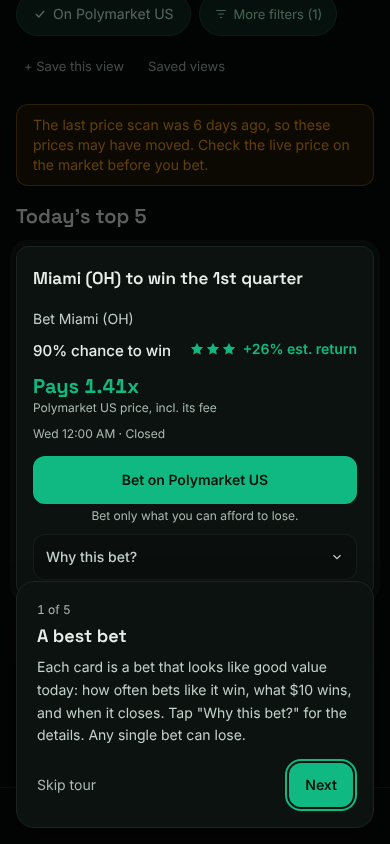 On Polymarket US
More filters (1)
+ Save this view
Saved views
The last price scan was 6 days ago, so these
prices may have moved. Check the live price on
the market before you bet.
Today's top 5
Miami (OH) to win the 1st quarter
Bet Miami (OH)
90% chance to win
★★★ +26% est. return
Pays 1.41x
Polymarket US price, incl. its fee
Wed 12:00 AM · Closed
Bet on Polymarket US
Bet only what you can afford to lose.
Why this bet?
1 of 5
A best bet
Each card is a bet that looks like good value
today: how often bets like it win, what $10 wins,
and when it closes. Tap "Why this bet?" for the
details. Any single bet can lose.
Skip tour
Next